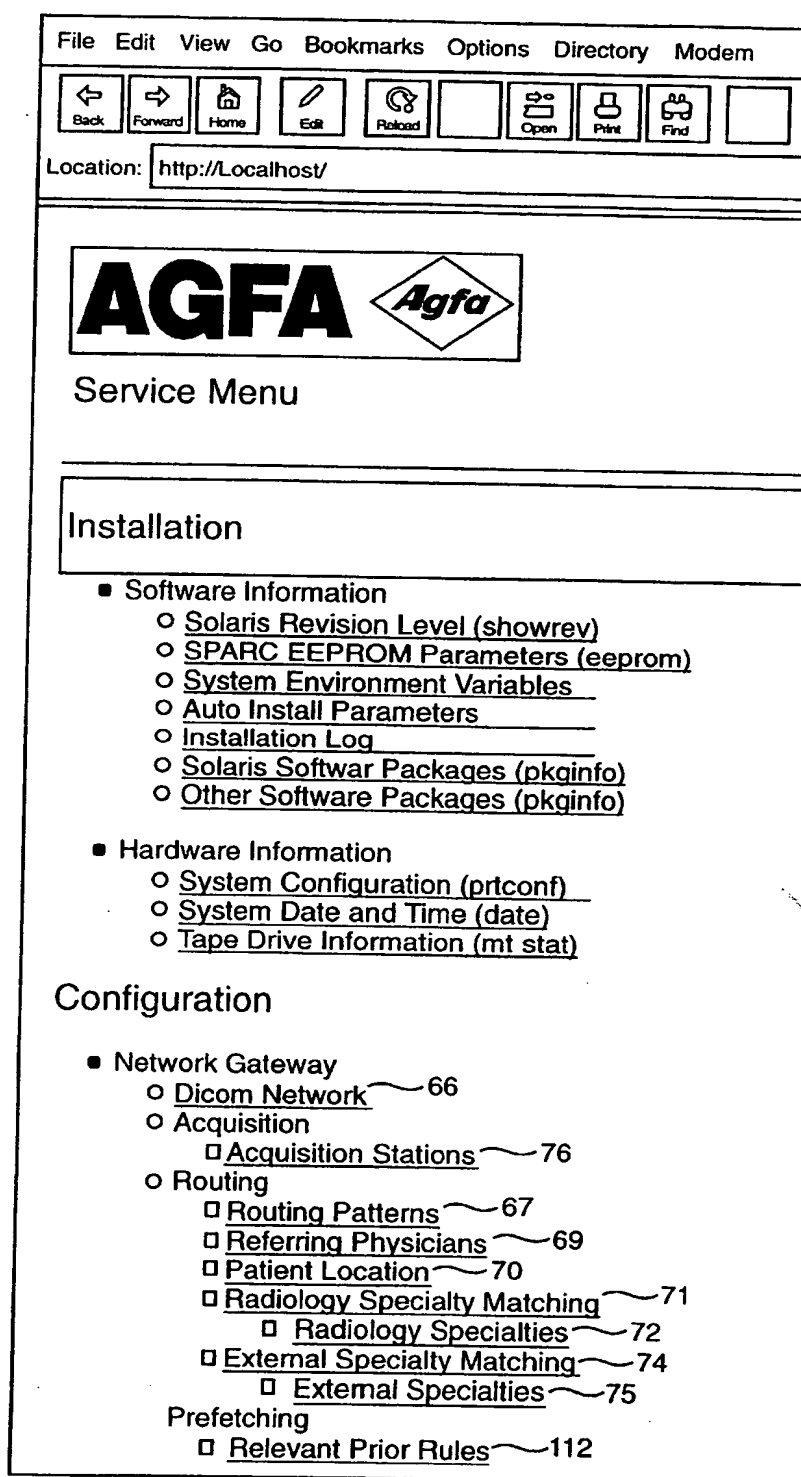 File Edit View Go Bookmarks Options Directory Modem
Back Forward Home Edit Reload Open Print Find
Location: http://Localhost/
AGFA Agfa
Service Menu
Installation
Software Information
Solaris Revision Level (showrev)
SPARC EEPROM Parameters (eeprom)
System Environment Variables
Auto Install Parameters
Installation Log
Solaris Softwar Packages (pkginfo)
Other Software Packages (pkginfo)
Hardware Information
System Configuration (prtconf)
System Date and Time (date)
Tape Drive Information (mt stat)
Configuration
Network Gateway
Dicom Network 66
Acquisition
Acquisition Stations 76
Routing
Routing Patterns 67
Referring Physicians 69
Patient Location 70
Radiology Specialty Matching 71
Radiology Specialties 72
External Specialty Matching 74
External Specialties 75
Prefetching
Relevant Prior Rules 112